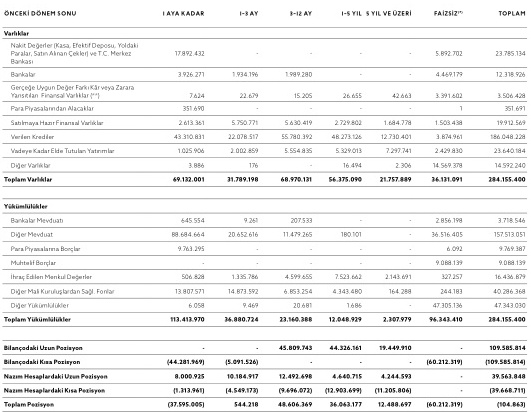 ÖNCEKİ DÖNEM SONU 1 AYA KADAR 1–3 AY 3–12 AY 1–5 YIL 5 YIL VE ÜZERİ FAİZSİZ(*) TOPLAM
Varlıklar
Nakit Değerler (Kasa, Efektif Deposu, Yoldaki
Paralar, Satın Alınan Çekler) ve T.C. Merkez
Bankası 17.892.432 - - - - 5.892.702 23.785.134
Bankalar 3.926.271 1.934.196 1.989.280 - - 4.469.179 12.318.926
Gerçeğe Uygun Değer Farkı Kâr veya Zarara
Yansıtılan Finansal Varlıklar (**) 7.624 22.679 15.205 26.655 42.663 3.391.602 3.506.428
Para Piyasalarından Alacaklar 351.690 - - - - 1 351.691
Satılmaya Hazır Finansal Varlıklar 2.613.361 5.750.771 5.630.419 2.729.802 1.684.778 1.503.438 19.912.569
Verilen Krediler 43.310.831 22.078.517 55.780.392 48.273.126 12.730.401 3.874.961 186.048.228
Vadeye Kadar Elde Tutulan Yatırımlar 1.025.906 2.002.859 5.554.835 5.329.013 7.297.741 2.429.830 23.640.184
Diğer Varlıklar 3.886 176 - 16.494 2.306 14.569.378 14.592.240
Toplam Varlıklar 69.132.001 31.789.198 68.970.131 56.375.090 21.757.889 36.131.091 284.155.400
Yükümlülükler
Bankalar Mevduatı 645.554 9.261 207.533 - - 2.856.198 3.718.546
Diğer Mevduat 88.684.664 20.652.616 11.479.265 180.101 - 36.516.405 157.513.051
Para Piyasalarına Borçlar 9.763.295 - - - - 6.092 9.769.387
Muhtelif Borçlar - - - - - 9.088.139 9.088.139
İhraç Edilen Menkul Değerler 506.828 1.335.786 4.599.655 7.523.662 2.143.691 327.257 16.436.879
Diğer Mali Kuruluşlardan Sağl. Fonlar 13.807.571 14.873.592 6.853.254 4.343.480 164.288 244.183 40.286.368
Diğer Yükümlülükler 6.058 9.469 20.681 1.686 - 47.305.136 47.343.030
Toplam Yükümlülükler 113.413.970 36.880.724 23.160.388 12.048.929 2.307.979 96.343.410 284.155.400
Bilançodaki Uzun Pozisyon - - 45.809.743 44.326.161 19.449.910 - 109.585.814
Bilançodaki Kısa Pozisyon (44.281.969) (5.091.526) - - - (60.212.319) (109.585.814)
Nazım Hesaplardaki Uzun Pozisyon 8.000.925 10.184.917 12.492.698 4.640.715 4.244.593 - 39.563.848
Nazım Hesaplardaki Kısa Pozisyon (1.313.961) (4.549.173) (9.696.072) (12.903.699) (11.205.806) - (39.668.711)
Toplam Pozisyon (37.595.005) 544.218 48.606.369 36.063.177 12.488.697 (60.212.319) (104.863)